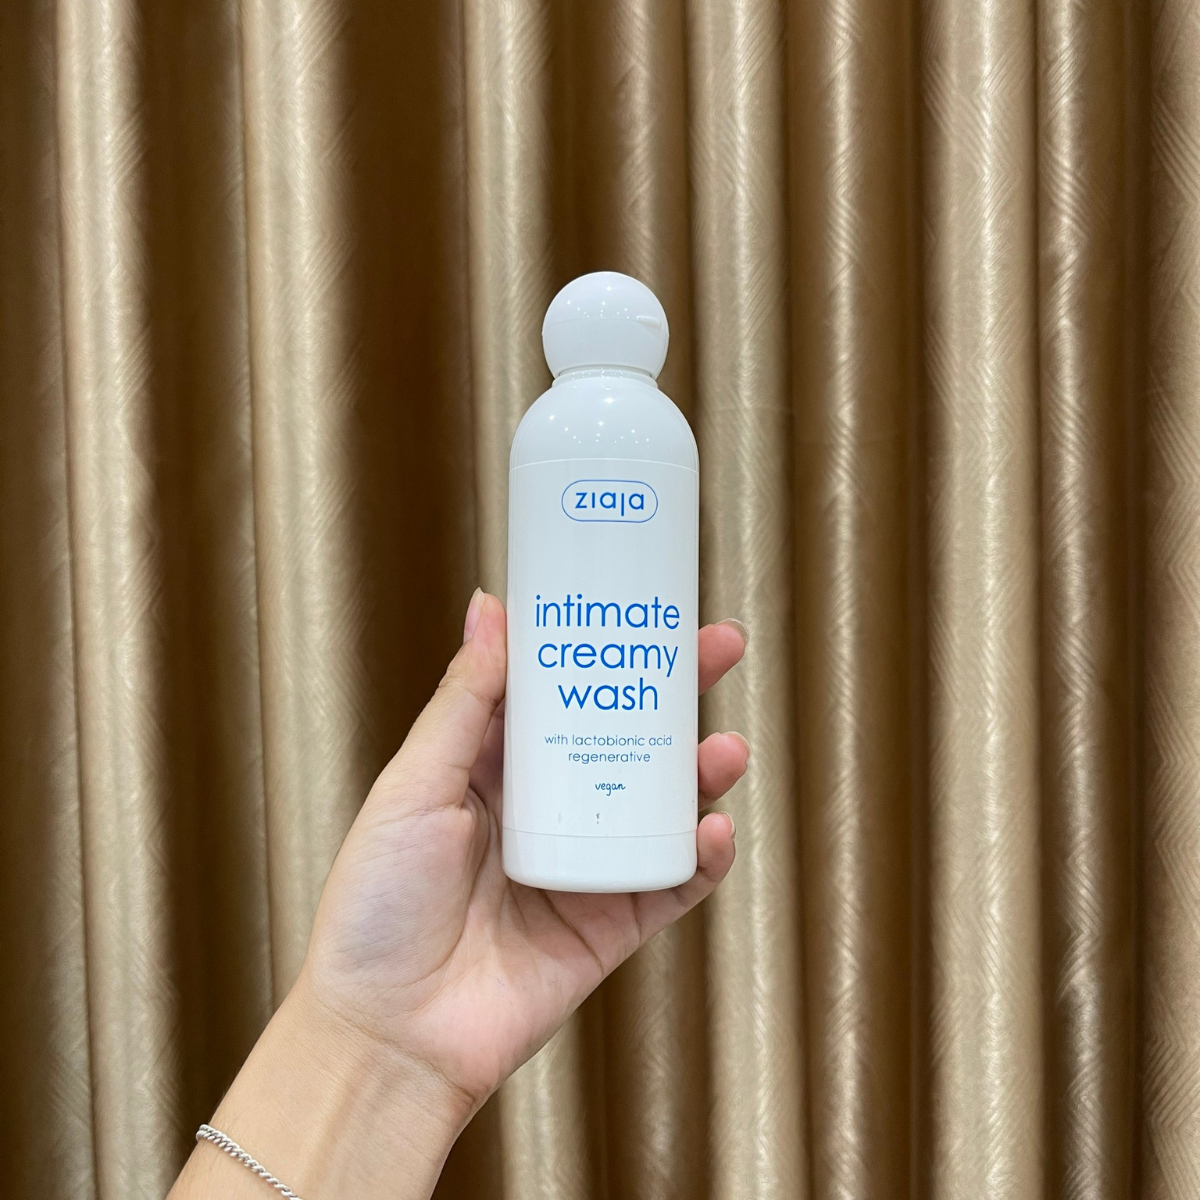 ziaja
intimate
creamy
wash
with lactobionic acid
regenerative
vegan